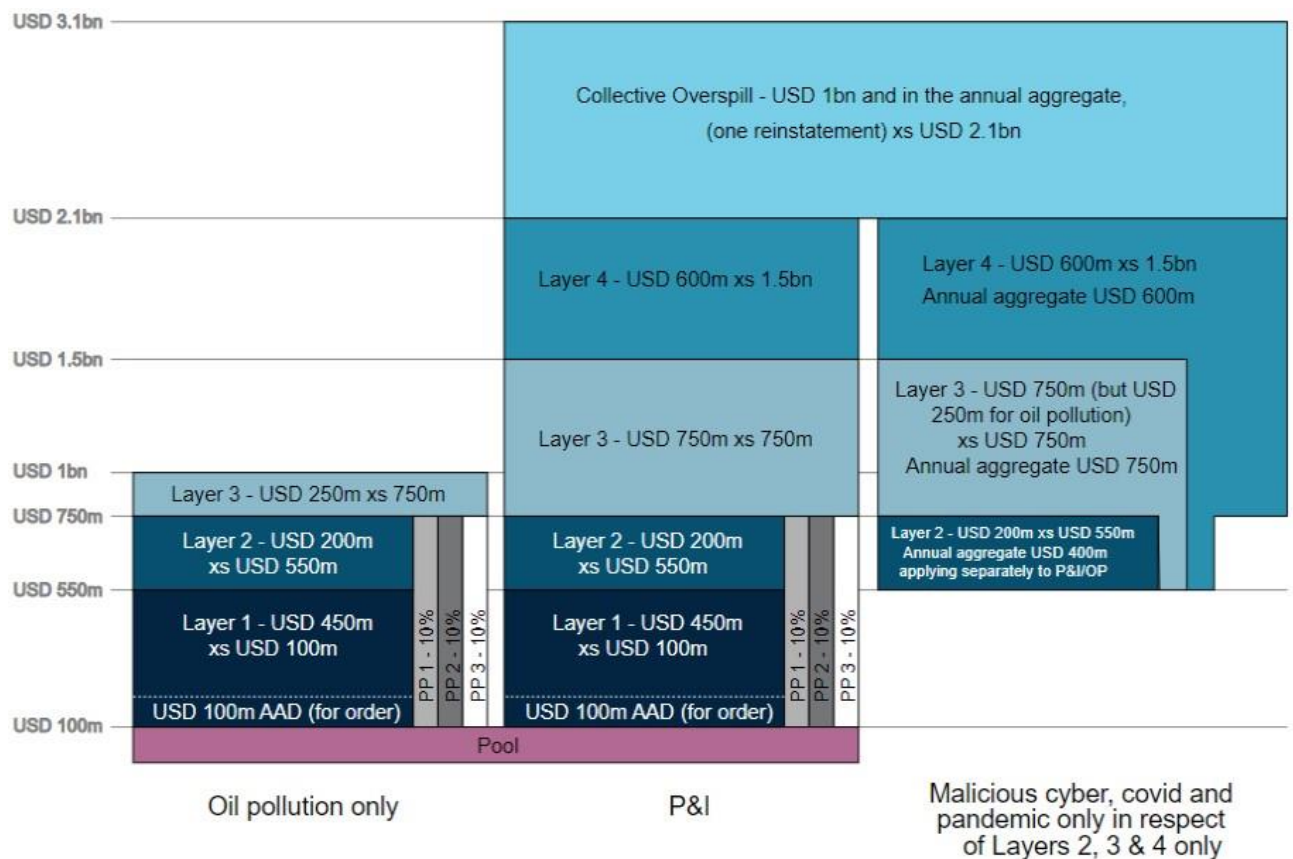 USD 3.1bn
Collective Overspill - USD 1bn and in the annual aggregate,
(one reinstatement) xs USD 2.1bn
USD 2.1bn
Layer 4 - USD 600m xs 1.5bn
Layer 4 - USD 600m xs 1.5bn
Annual aggregate USD 600m
USD 1.5bn
Layer 3 - USD 750m xs 750m
Layer 3 - USD 750m (but USD
250m for oil pollution)
xs USD 750m
Annual aggregate USD 750m
USD 1bn
Layer 3 - USD 250m xs 750m
USD 750m
Layer 2 - USD 200m
xs USD 550m
Layer 2 - USD 200m
xs USD 550m
Layer 2 - USD 200m xs USD 550m
Annual aggregate USD 400m
applying separately to P&I/OP
USD 550m
Layer 1 - USD 450m
xs USD 100m
PP 1 - 10%
PP 2 - 10%
PP 3 - 10%
Layer 1 - USD 450m
xs USD 100m
PP 1 - 10%
PP 2 - 10%
PP 3 - 10%
USD 100m AAD (for order)
USD 100m AAD (for order)
USD 100m
Pool
Oil pollution only
P&I
Malicious cyber, covid and
pandemic only in respect
of Layers 2, 3 & 4 only